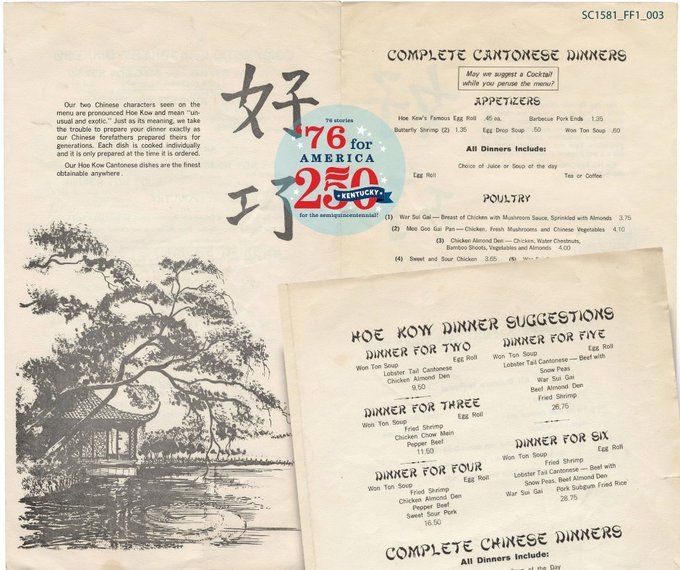 SC1581_FF1_003
Our two Chinese characters seen on the
menu are pronounced Hoe Kow and mean "un-
usual and exotic." Just as its meaning, we take
the trouble to prepare your dinner exactly as
our Chinese forefathers prepared theirs for
generations. Each dish is cooked individually
and it is only prepared at the time it is ordered.
Our Hoe Kow Cantonese dishes are the finest
obtainable anywhere.
好
巧
76 stories
'76 for
AMERICA
250
KENTUCKY
for the semiquincentennial!
COMPLETE CANTONESE DINNERS
May we suggest a Cocktail
while you peruse the menu?
APPETIZERS
Hoe Kow's Famous Egg Roll .45 ea. Barbecue Pork Ends 1.35
Butterfly Shrimp (2) 1.35 Egg Drop Soup .50 Won Ton Soup .60
All Dinners Include:
Choice of Juice or Soup of the day
Egg Roll Tea or Coffee
POULTRY
(1) War Sui Gai — Breast of Chicken with Mushroom Sauce, Sprinkled with Almonds 3.75
(2) Moo Goo Gai Pan — Chicken, Fresh Mushrooms and Chinese Vegetables 4.10
(3) Chicken Almond Den — Chicken, Water Chestnuts,
Bamboo Shoots, Vegetables and Almonds 4.00
(4) Sweet and Sour Chicken 3.65 (5)
HOE KOW DINNER SUGGESTIONS
DINNER FOR TWO
Won Ton Soup Egg Roll
Lobster Tail Cantonese
Chicken Almond Den
9.50
DINNER FOR THREE
Won Ton Soup Egg Roll
Fried Shrimp
Chicken Chow Mein
Pepper Beef
11.50
DINNER FOR FOUR
Won Ton Soup Egg Roll
Fried Shrimp
Chicken Almond Den
Pepper Beef
Sweet Sour Pork
16.50
DINNER FOR FIVE
Won Ton Soup Egg Roll
Lobster Tail Cantonese — Beef with
Snow Peas
War Sui Gai
Beef Almond Den
Fried Shrimp
26.75
DINNER FOR SIX
Won Ton Soup Egg Roll
Fried Shrimp
Lobster Tail Cantonese — Beef with
Snow Peas, Beef Almond Den
War Sui Gai Pork Subgum Fried Rice
28.75
COMPLETE CHINESE DINNERS
All Dinners Include:
of the day